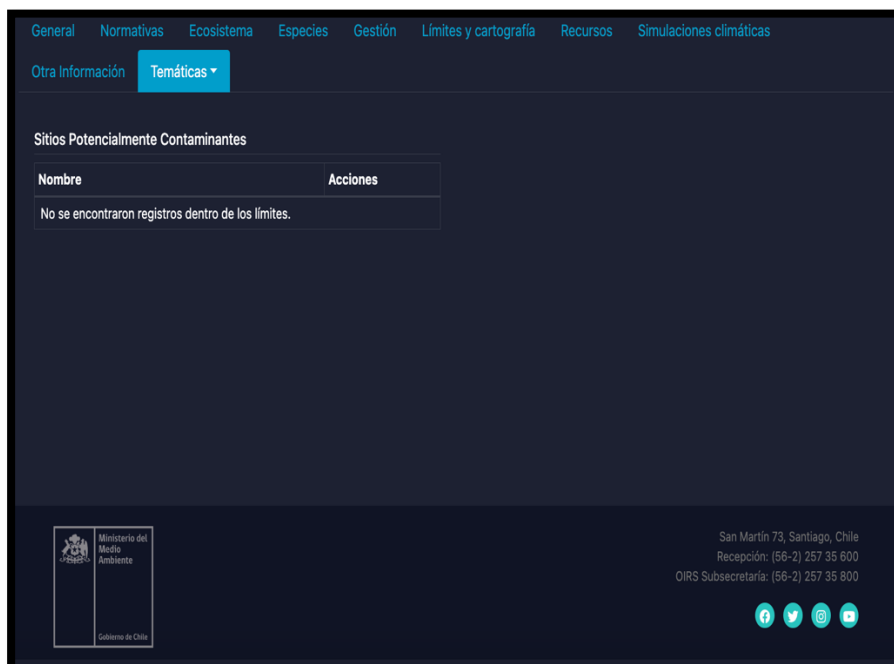 General Normativas Ecosistema Especies Gestión Límites y cartografía Recursos Simulaciones climáticas
Otra Información Temáticas
Sitios Potencialmente Contaminantes
Nombre Acciones
No se encontraron registros dentro de los límites.
Ministerio del
Medio
Ambiente
Gobierno de Chile
San Martín 73, Santiago, Chile
Recepción: (56-2) 257 35 600
OIRS Subsecretaría: (56-2) 257 35 800